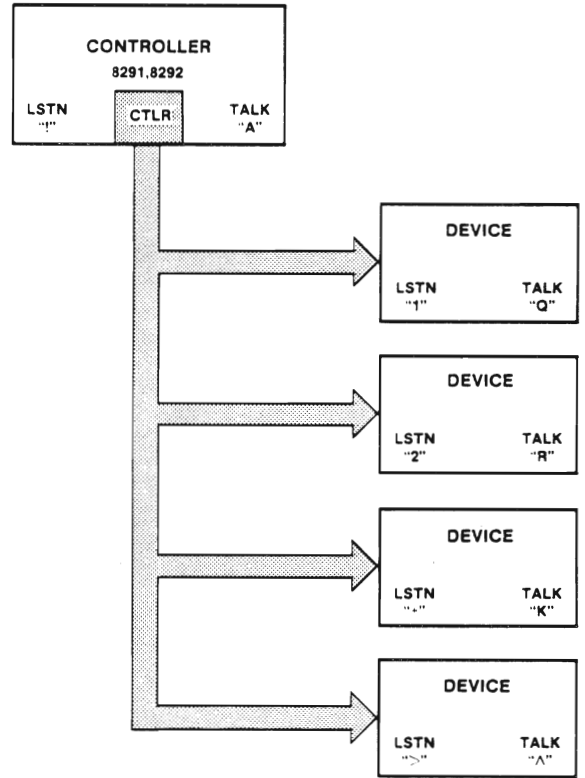 CONTROLLER
8291,8292
LSTN CTLR TALK
"!" "A"
DEVICE
LSTN TALK
"1" "Q"
DEVICE
LSTN TALK
"2" "R"
DEVICE
LSTN TALK
"+" "K"
DEVICE
LSTN TALK
">" "^"